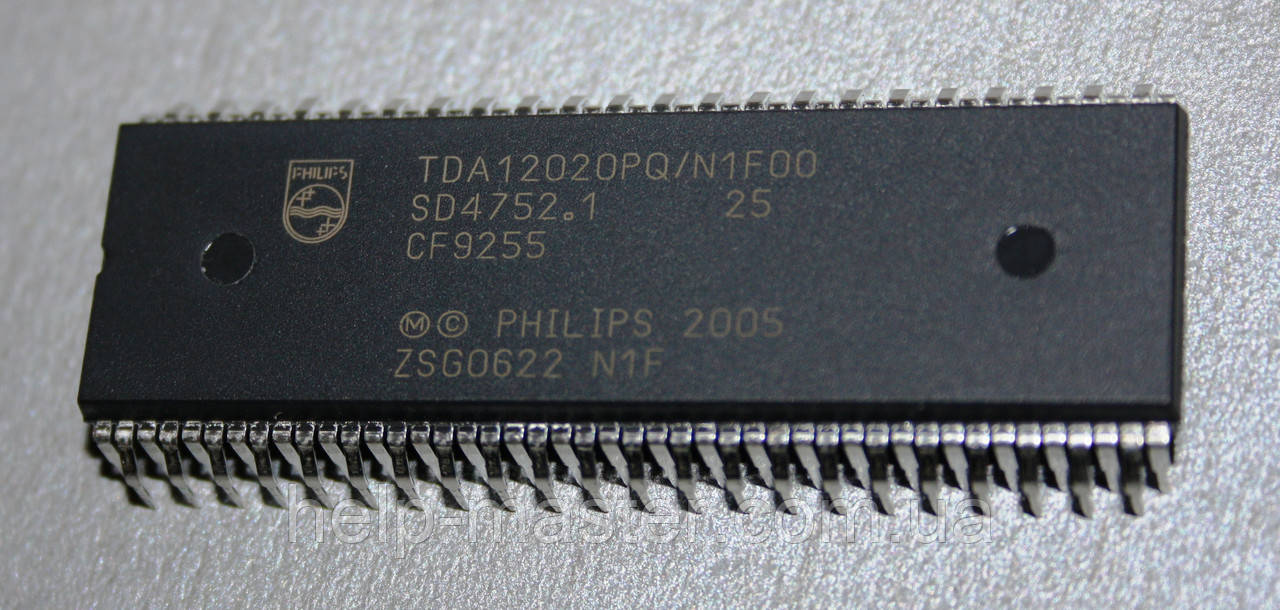 PHILIPS
TDA12020PQ/N1F00
SD4752.1 25
CF9255
Ⓜ© PHILIPS 2005
ZSG0622 N1F
help-master.com.ua